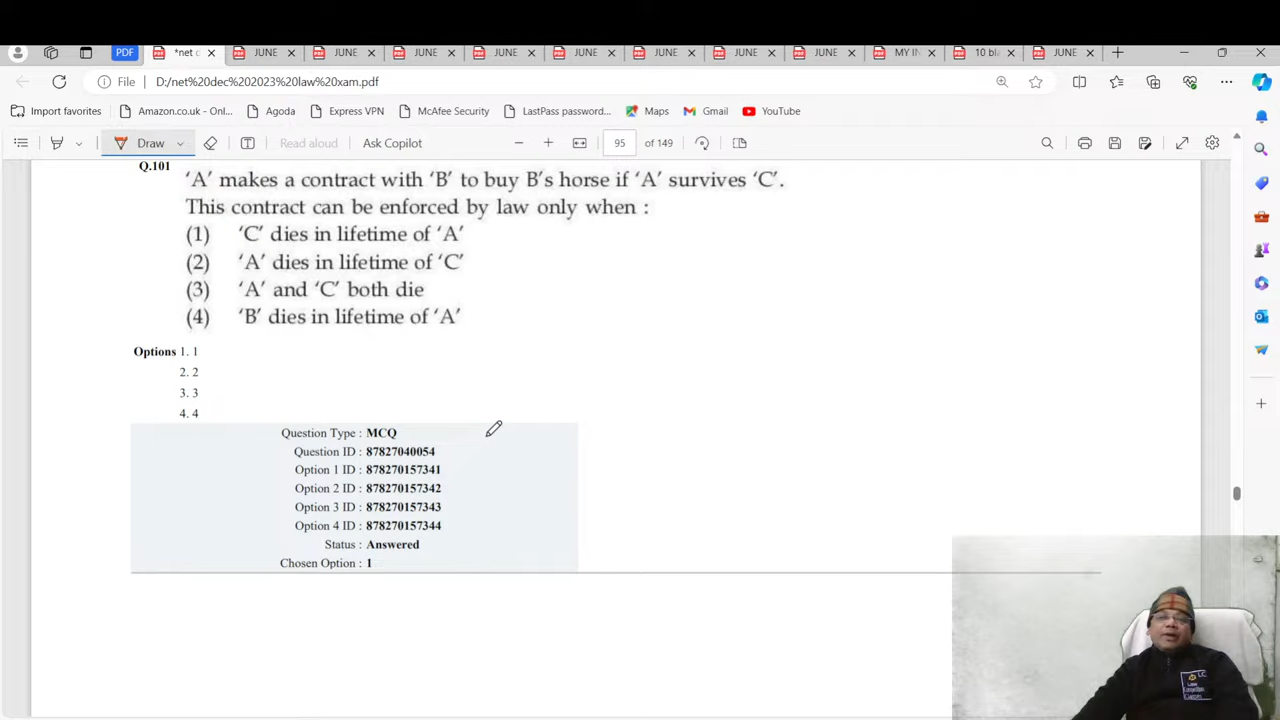 PDF
*net d
JUNE
JUNE
JUNE
JUNE
JUNE
JUNE
JUNE
JUNE
MY IN
10 bla
JUNE
File
D:/net%20dec%202023%20law%20xam.pdf
Import favorites
Amazon.co.uk - Onl...
Agoda
Express VPN
McAfee Security
LastPass password...
Maps
Gmail
YouTube
Draw
Read aloud
Ask Copilot
95
of 149
Q.101
'A' makes a contract with 'B' to buy B's horse if 'A' survives 'C'.
This contract can be enforced by law only when :
(1) 'C' dies in lifetime of 'A'
(2) 'A' dies in lifetime of 'C'
(3) 'A' and 'C' both die
(4) 'B' dies in lifetime of 'A'
Options 1. 1
2. 2
3. 3
4. 4
Question Type : MCQ
Question ID : 87827040054
Option 1 ID : 878270157341
Option 2 ID : 878270157342
Option 3 ID : 878270157343
Option 4 ID : 878270157344
Status : Answered
Chosen Option : 1